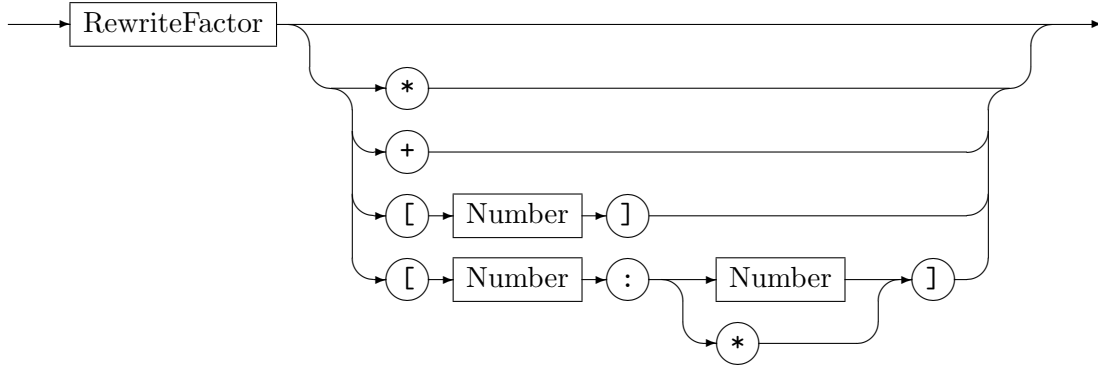 RewriteFactor
*
+
[ Number ]
[ Number : Number ]
*